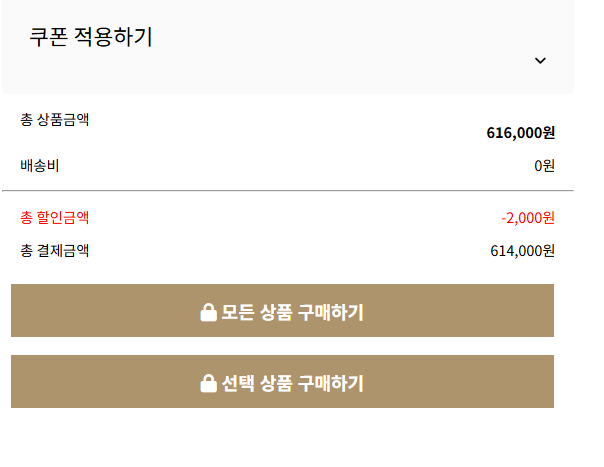 쿠폰 적용하기
총 상품금액
616,000원
배송비 0원
총 할인금액 -2,000원
총 결제금액 614,000원
모든 상품 구매하기
선택 상품 구매하기